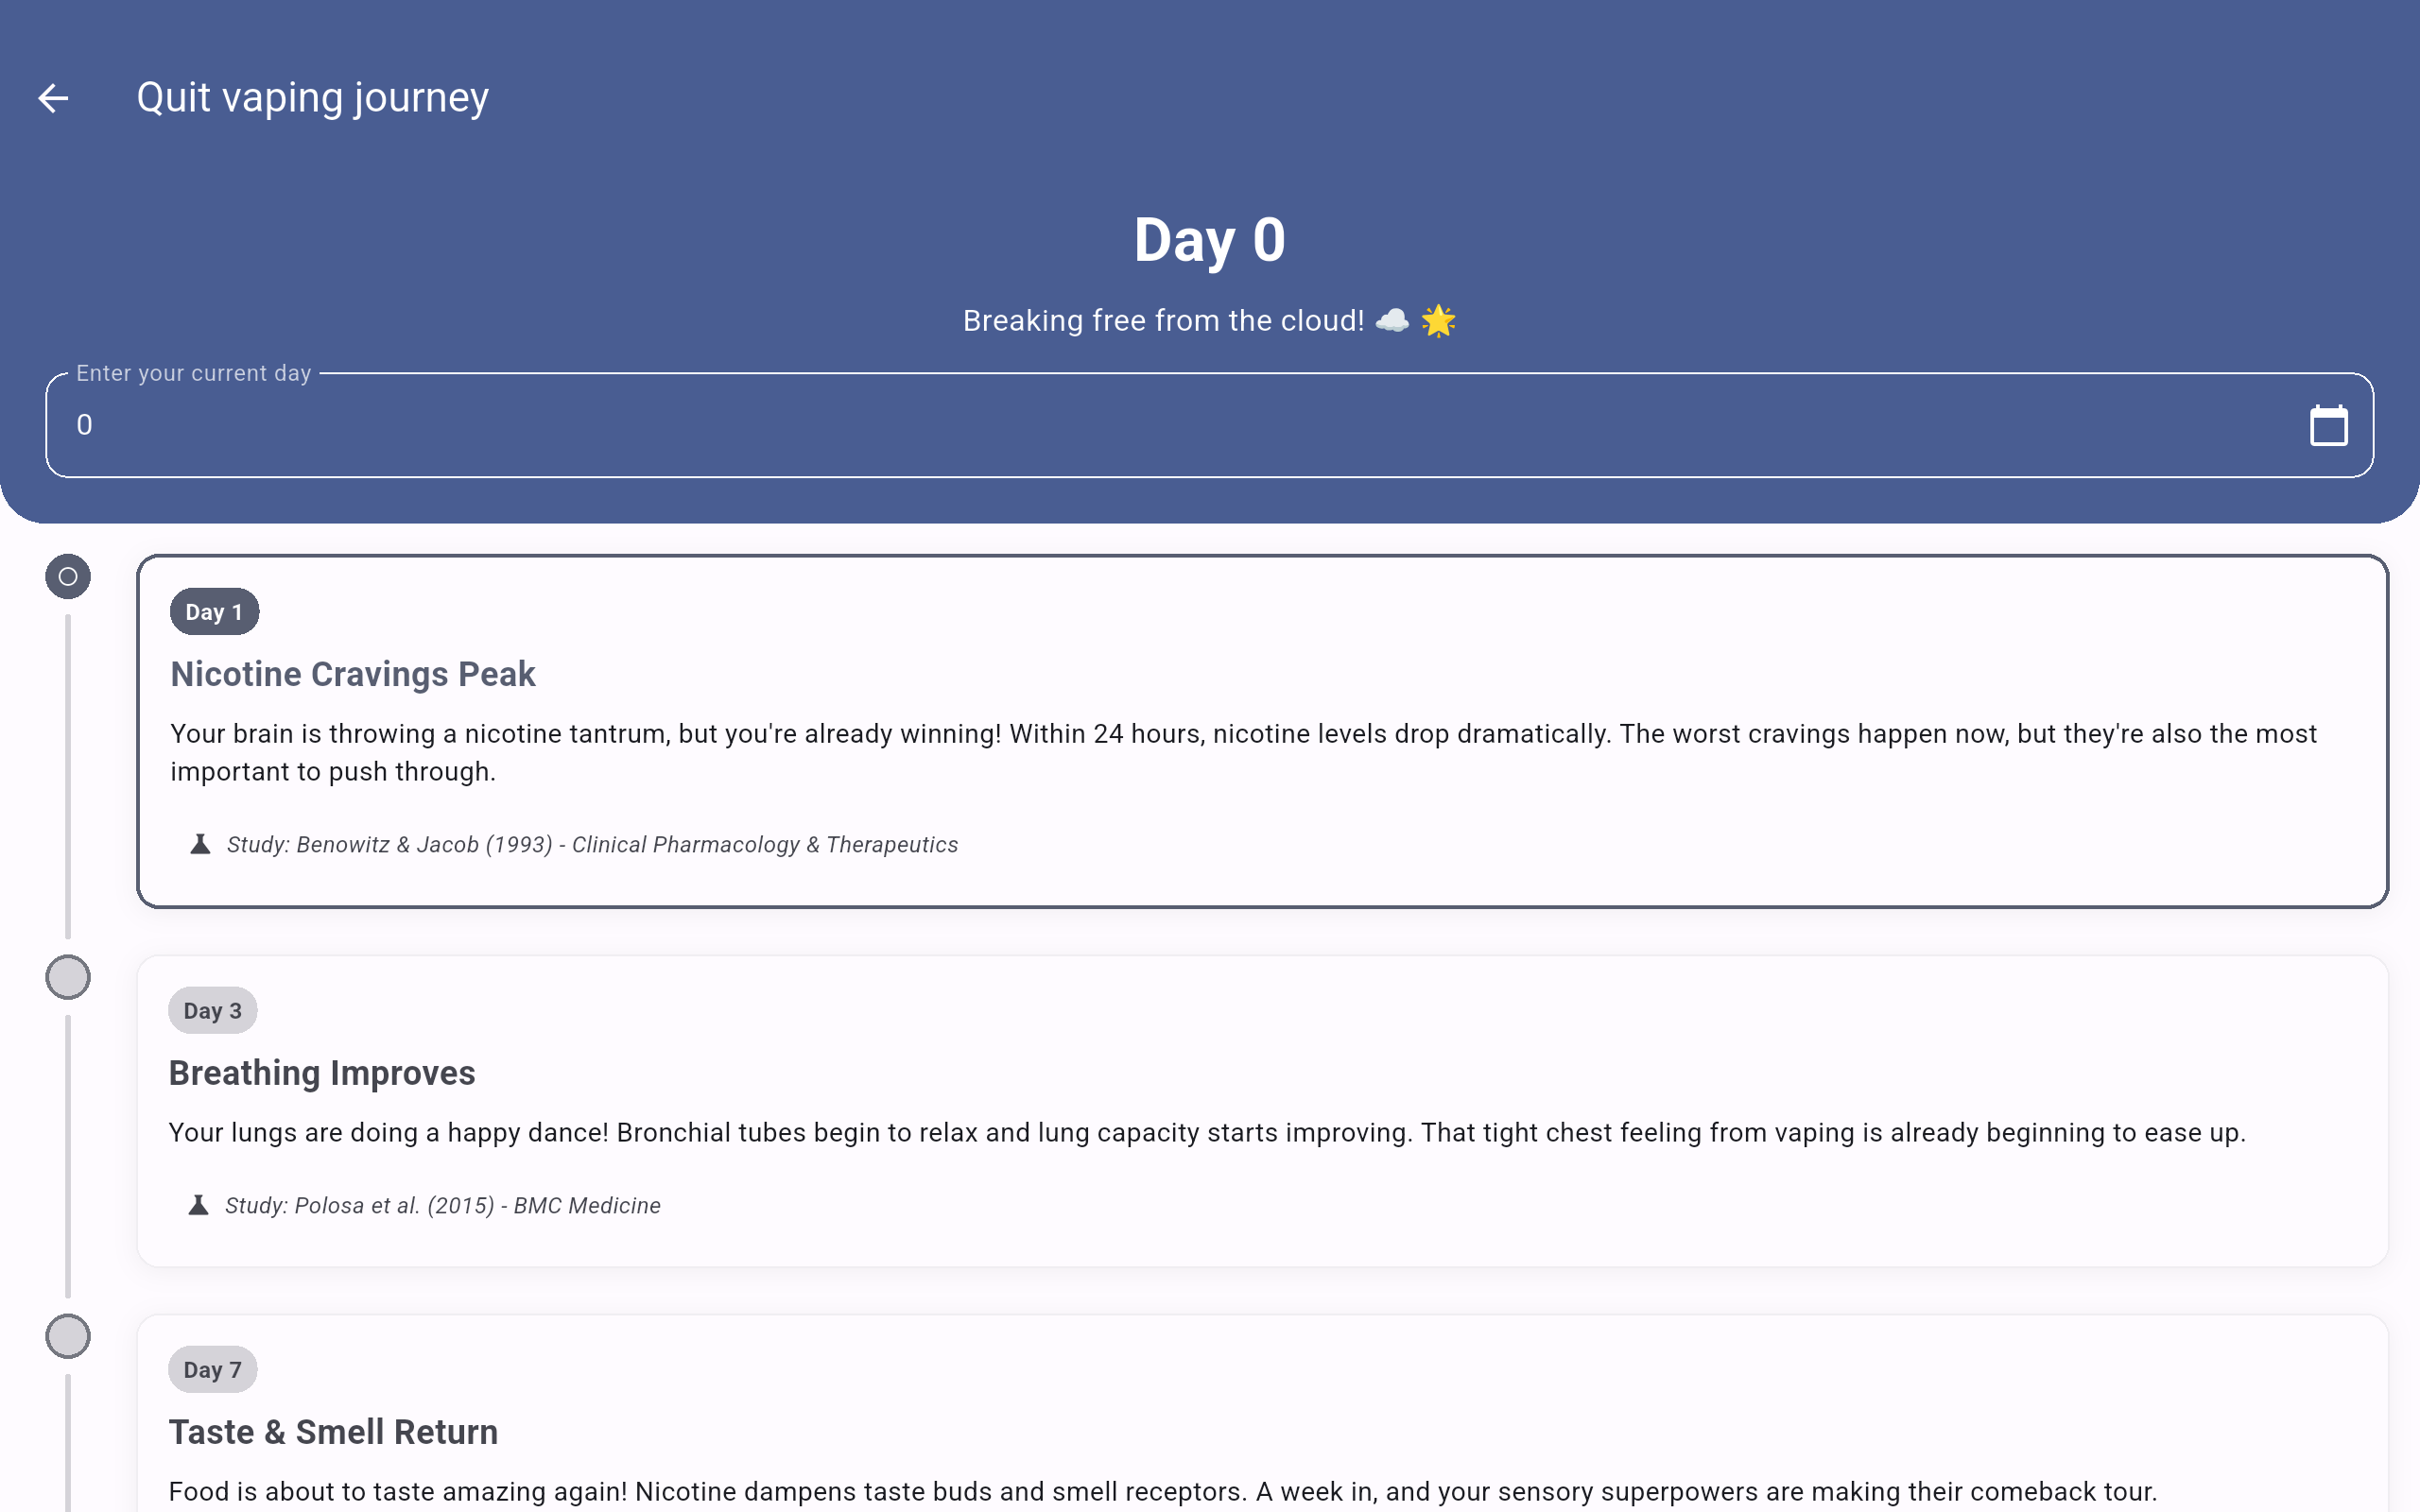 Quit vaping journey
Day 0
Breaking free from the cloud! ☁️ 🌟
Enter your current day
0
Day 1
Nicotine Cravings Peak
Your brain is throwing a nicotine tantrum, but you're already winning! Within 24 hours, nicotine levels drop dramatically. The worst cravings happen now, but they're also the most
important to push through.
Study: Benowitz & Jacob (1993) - Clinical Pharmacology & Therapeutics
Day 3
Breathing Improves
Your lungs are doing a happy dance! Bronchial tubes begin to relax and lung capacity starts improving. That tight chest feeling from vaping is already beginning to ease up.
Study: Polosa et al. (2015) - BMC Medicine
Day 7
Taste & Smell Return
Food is about to taste amazing again! Nicotine dampens taste buds and smell receptors. A week in, and your sensory superpowers are making their comeback tour.